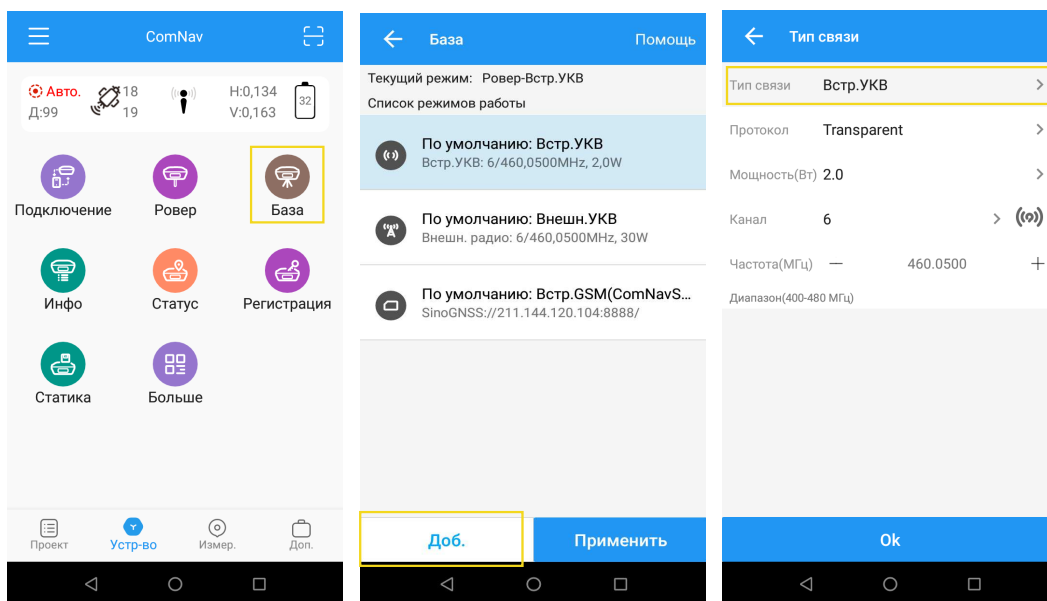 ComNav
Авто.
18
H:0,134
32
Д:99
19
V:0,163
Подключение
Ровер
База
Инфо
Статус
Регистрация
Статика
Больше
Проект
Устр-во
Измер.
Доп.
База
Помощь
Текущий режим: Ровер-Встр.УКВ
Список режимов работы
По умолчанию: Встр.УКВ
Встр.УКВ: 6/460,0500MHz, 2,0W
По умолчанию: Внешн.УКВ
Внешн. радио: 6/460,0500MHz, 30W
По умолчанию: Встр.GSM(ComNavS...
SinoGNSS://211.144.120.104:8888/
Доб.
Применить
Тип связи
Тип связи Встр.УКВ
Протокол Transparent
Мощность(Вт) 2.0
Канал 6
Частота(МГц) — 460.0500 +
Диапазон(400-480 МГц)
Ok